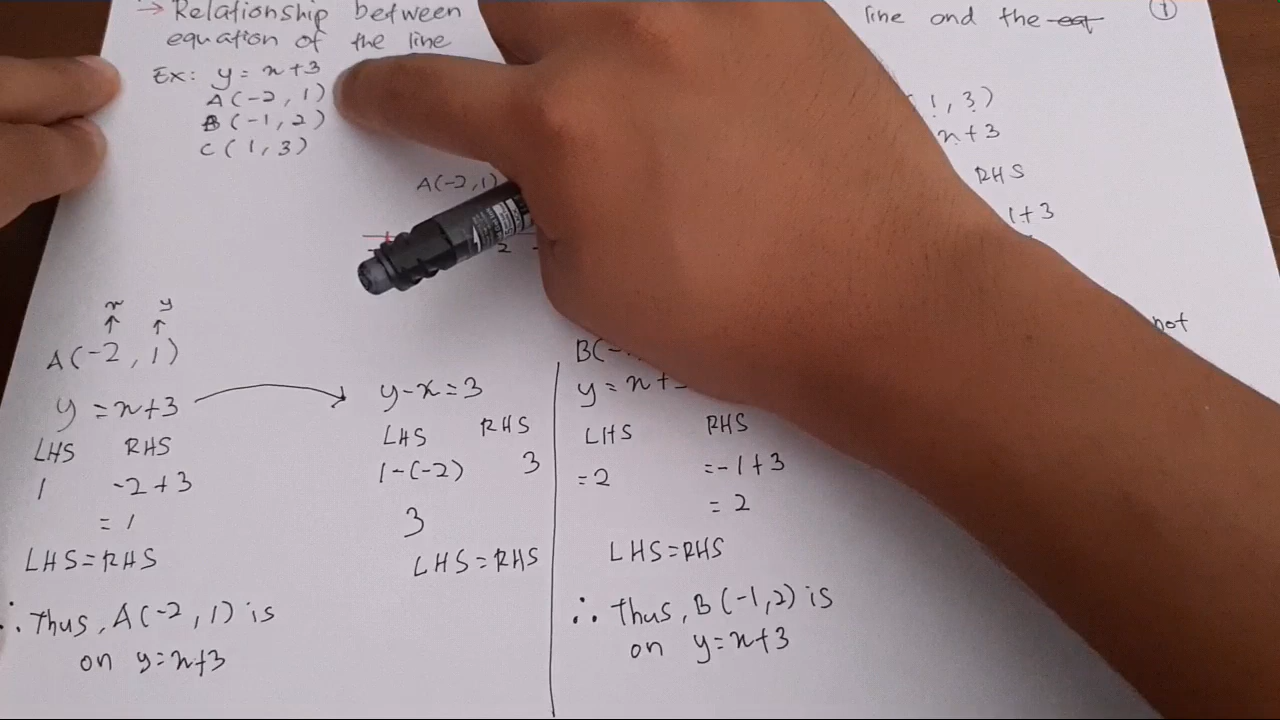 → Relationship between line and the
equation of the line
Ex: y = x+3
A(-2, 1)
B(-1, 2)
C(1, 3)
1, 3)
x+3
RHS
1+3
A(-2,1)
2
not
x y
↑ ↑
A(-2, 1)
y = x+3
LHS RHS
1 -2+3
= 1
LHS=RHS
∴ Thus, A(-2, 1) is
on y=x+3
y-x=3
LHS RHS
1-(-2) 3
3
LHS=RHS
B(-
y=x+
LHS RHS
=2 =-1+3
= 2
LHS=RHS
∴ Thus, B(-1,2) is
on y=x+3